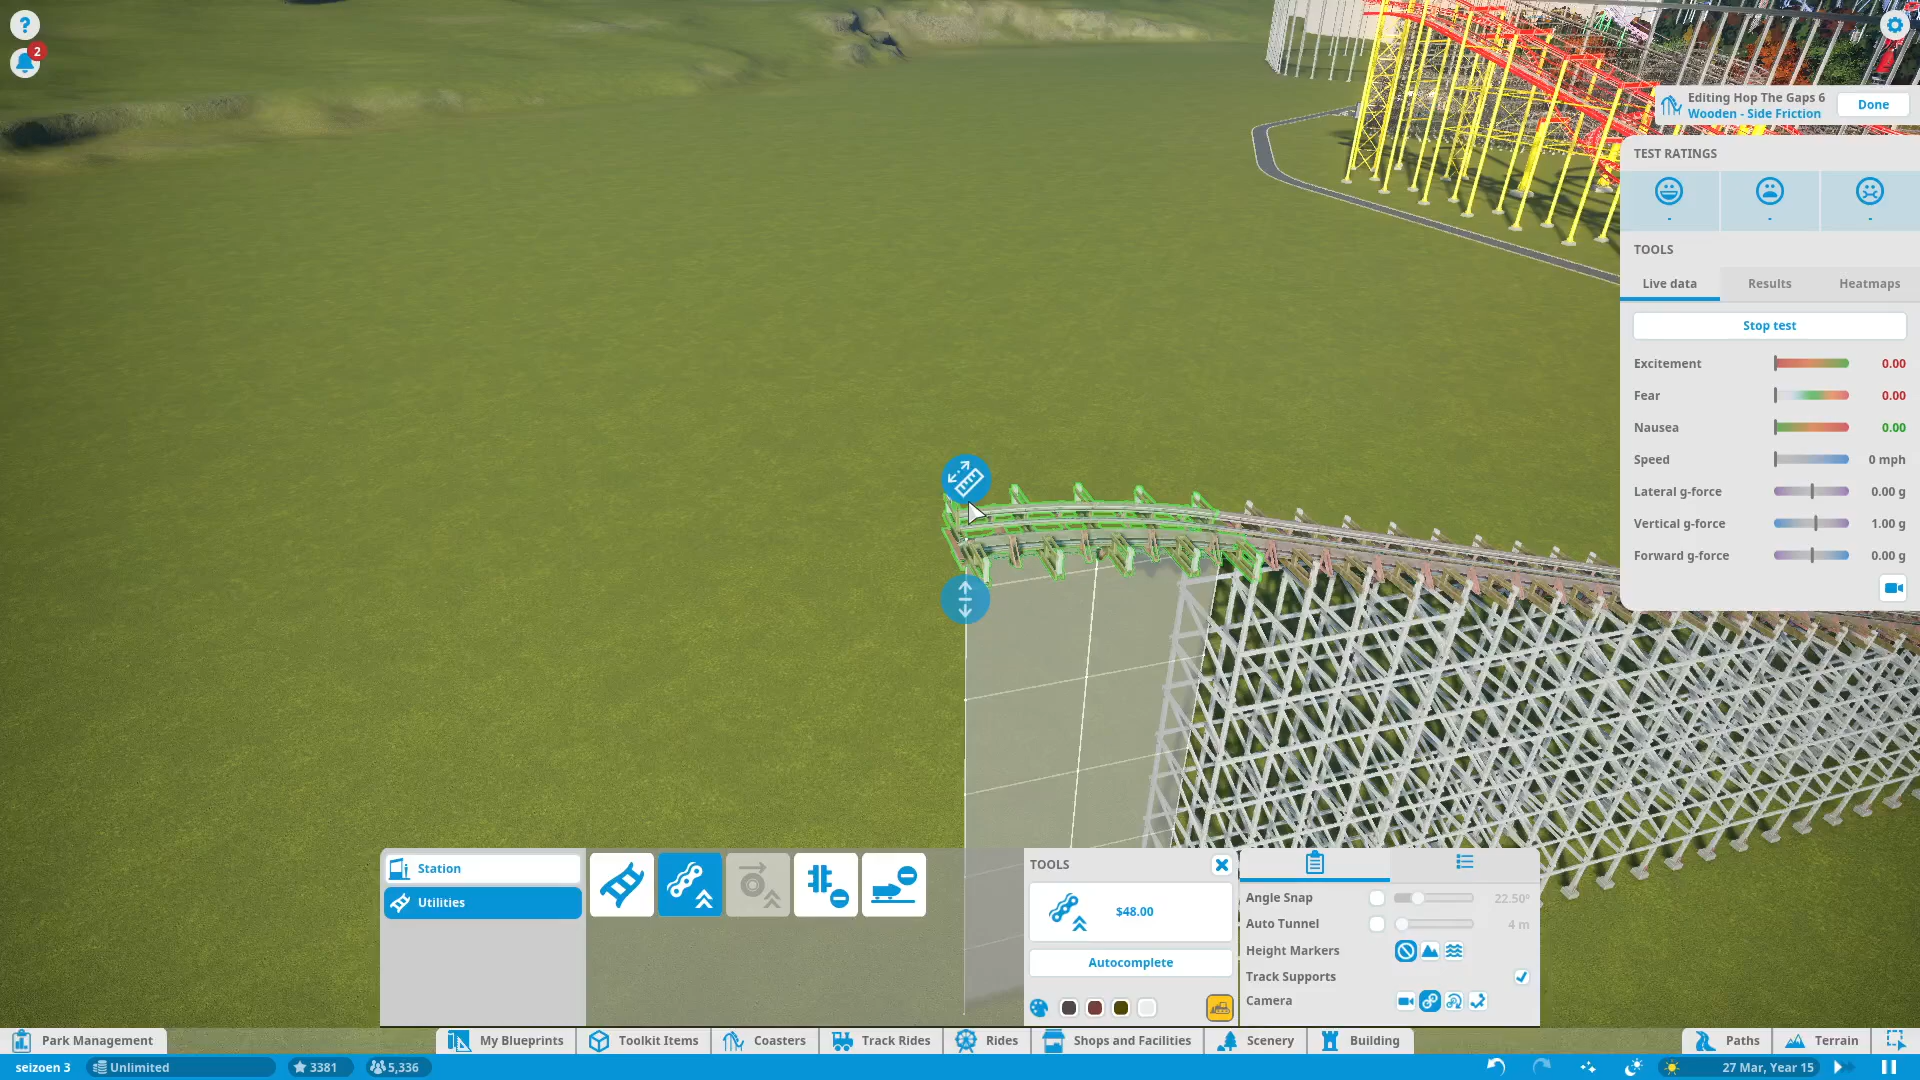 ?
2
Editing Hop The Gaps 6
Wooden - Side Friction
Done
TEST RATINGS
- - -
TOOLS
Live data Results Heatmaps
Stop test
Excitement 0.00
Fear 0.00
Nausea 0.00
Speed 0 mph
Lateral g-force 0.00 g
Vertical g-force 1.00 g
Forward g-force 0.00 g
Station
Utilities
TOOLS
$48.00
Autocomplete
Angle Snap 22.50°
Auto Tunnel 4 m
Height Markers
Track Supports
Camera
Park Management My Blueprints Toolkit Items Coasters Track Rides Rides Shops and Facilities Scenery Building Paths Terrain
seizoen 3 Unlimited 3381 5,336 27 Mar, Year 15